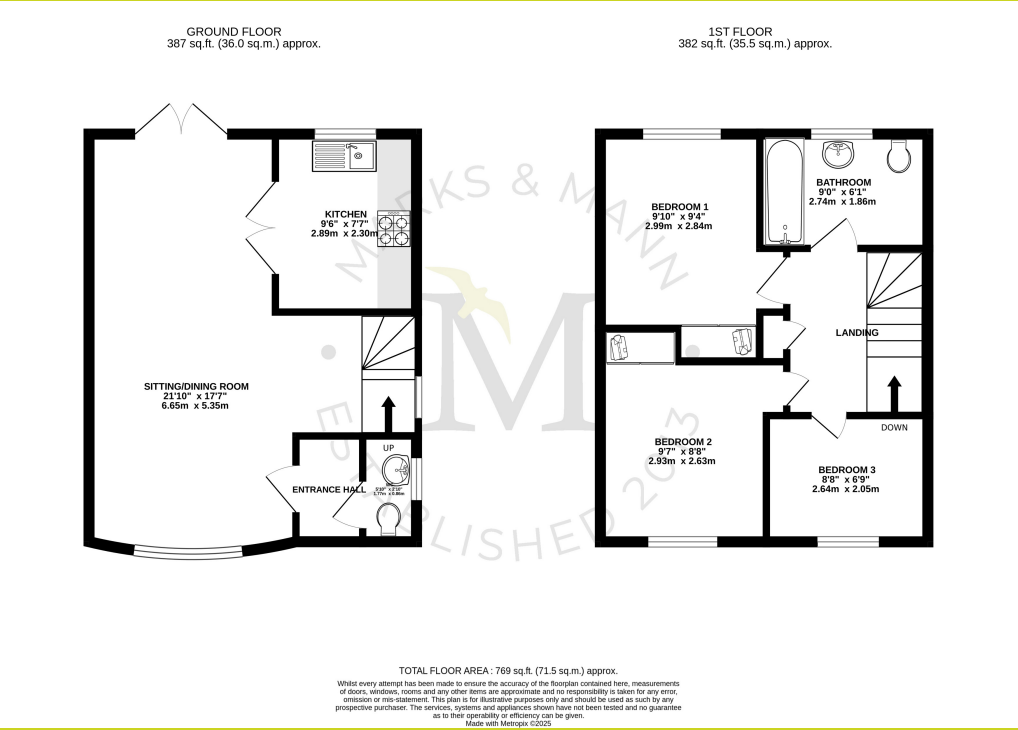 GROUND FLOOR
387 sq.ft. (36.0 sq.m.) approx.
1ST FLOOR
382 sq.ft. (35.5 sq.m.) approx.
KITCHEN
9'6" x 7'7"
2.89m x 2.30m
SITTING/DINING ROOM
21'10" x 17'7"
6.65m x 5.35m
UP
ENTRANCE HALL
5'10" x 2'10"
1.77m x 0.86m
BATHROOM
9'0" x 6'1"
2.74m x 1.86m
BEDROOM 1
9'10" x 9'4"
2.99m x 2.84m
LANDING
DOWN
BEDROOM 2
9'7" x 8'8"
2.93m x 2.63m
BEDROOM 3
8'8" x 6'9"
2.64m x 2.05m
MARKS & MANN
M
ESTABLISHED 2013
TOTAL FLOOR AREA : 769 sq.ft. (71.5 sq.m.) approx.
Whilst every attempt has been made to ensure the accuracy of the floorplan contained here, measurements
of doors, windows, rooms and any other items are approximate and no responsibility is taken for any error,
omission or mis-statement. This plan is for illustrative purposes only and should be used as such by any
prospective purchaser. The services, systems and appliances shown have not been tested and no guarantee
as to their operability or efficiency can be given.
Made with Metropix ©2025